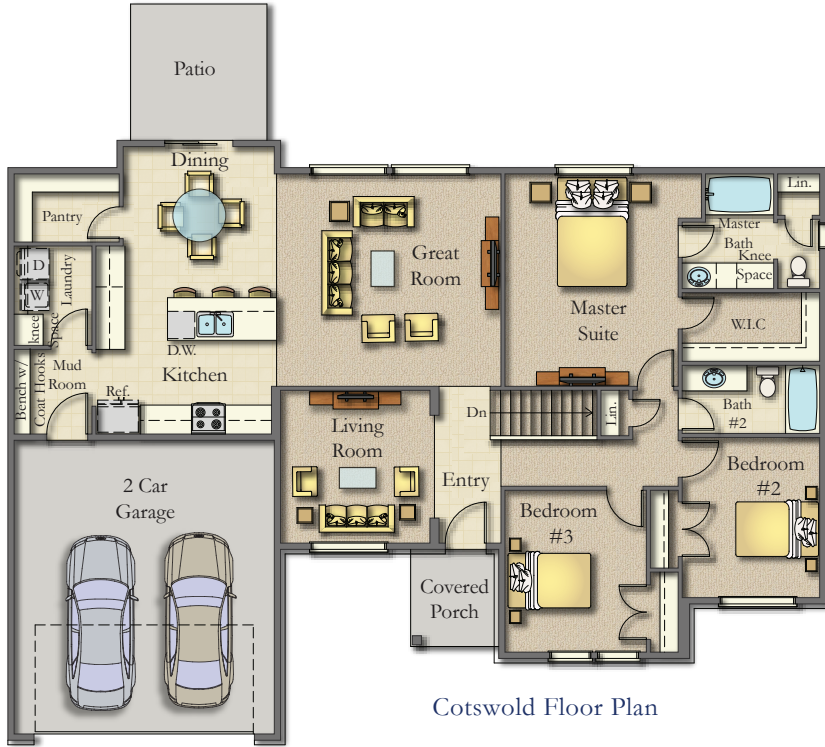 Patio
Dining
Pantry
Lin.
Master
Bath
Knee
Space
D
W
Laundry
knee
Space
Great
Room
Master
Suite
W.I.C
D.W.
Kitchen
Mud
Room
Bench w/
Coat Hooks
Ref.
Living
Room
Dn
Lin.
Bath
#2
Entry
Bedroom
#2
2 Car
Garage
Bedroom
#3
Covered
Porch
Cotswold Floor Plan